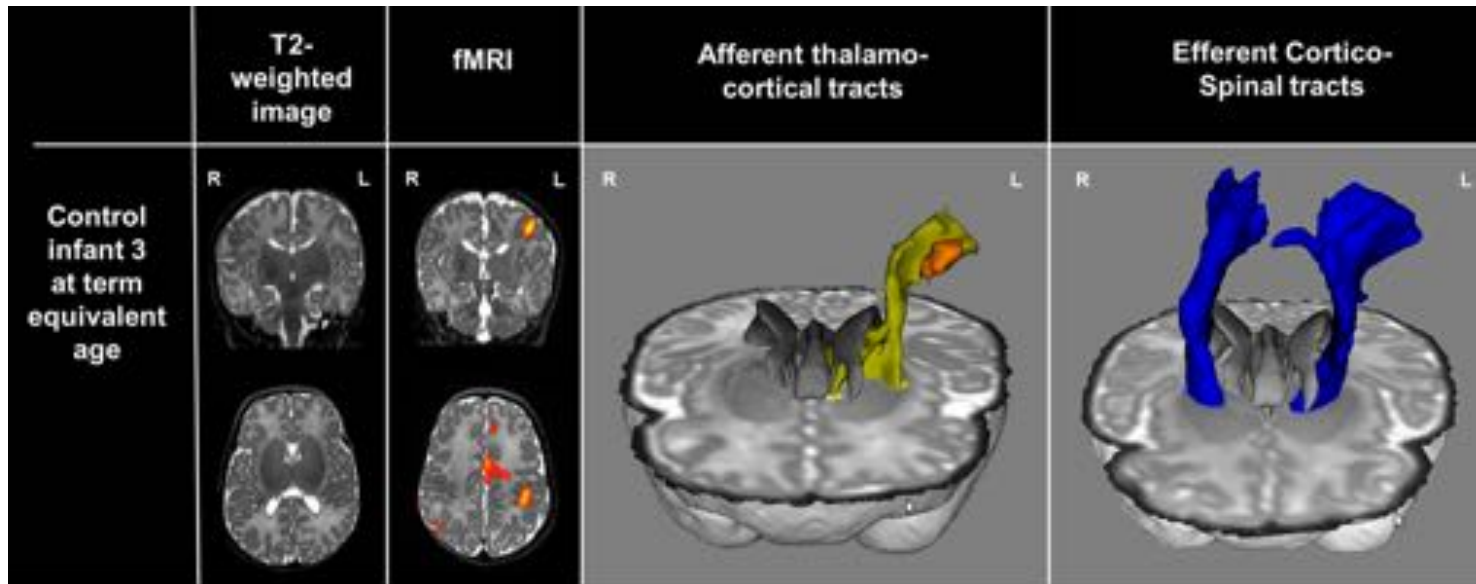 T2-
weighted
image
fMRI
Afferent thalamo-
cortical tracts
Efferent Cortico-
Spinal tracts
Control
infant 3
at term
equivalent
age
R L
R L
R L
R L